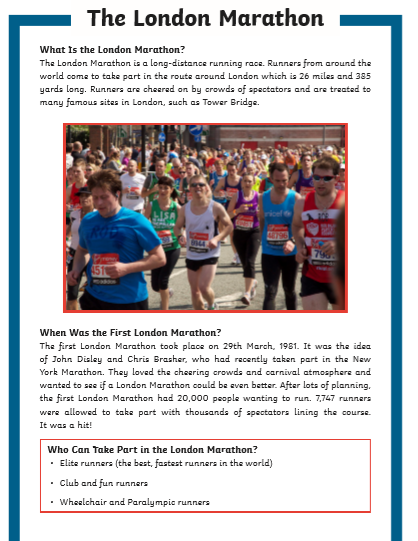 The London Marathon
What Is the London Marathon?
The London Marathon is a long-distance running race. Runners from around the
world come to take part in the route around London which is 26 miles and 385
yards long. Runners are cheered on by crowds of spectators and are treated to
many famous sites in London, such as Tower Bridge.
LISA
When Was the First London Marathon?
The first London Marathon took place on 29th March, 1981. It was the idea
of John Disley and Chris Brasher, who had recently taken part in the New
York Marathon. They loved the cheering crowds and carnival atmosphere and
wanted to see if a London Marathon could be even better. After lots of planning,
the first London Marathon had 20,000 people wanting to run. 7,747 runners
were allowed to take part with thousands of spectators lining the course.
It was a hit!
Who Can Take Part in the London Marathon?
• Elite runners (the best, fastest runners in the world)
• Club and fun runners
• Wheelchair and Paralympic runners